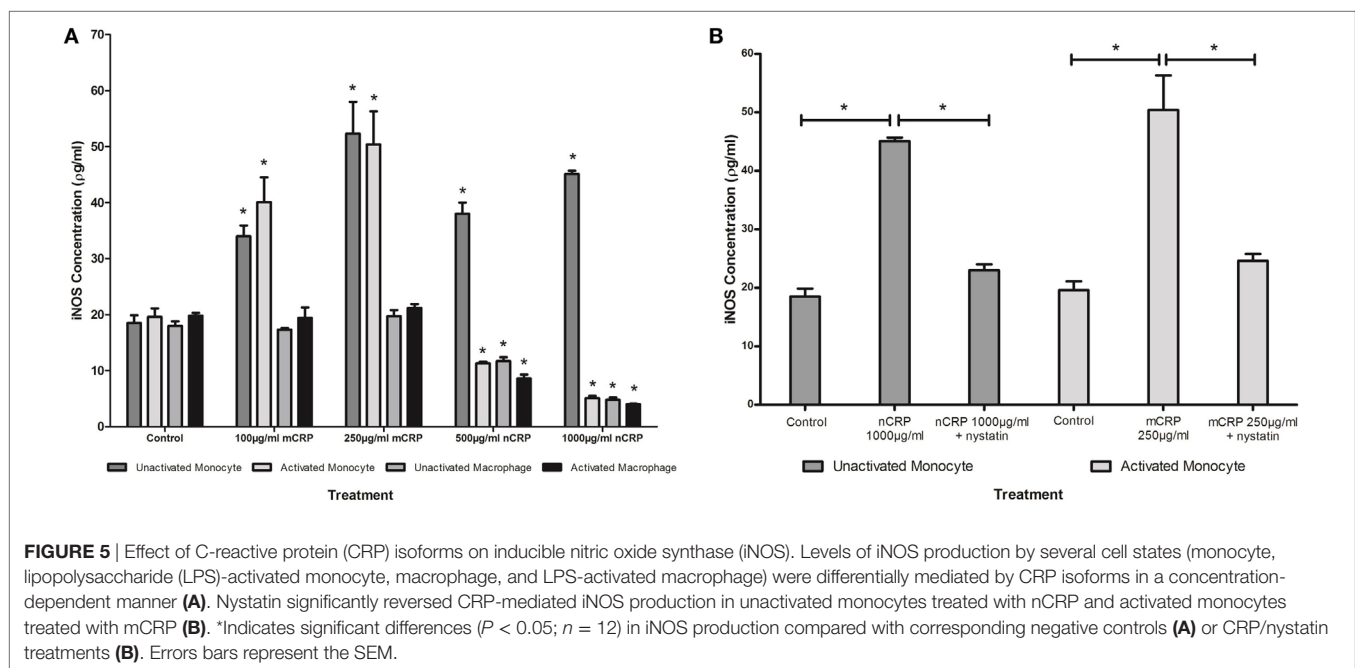 A
iNOS Concentration (ρg/ml)
70
60
50
40
30
20
10
0
* * * * * * * * * * * *
Control 100µg/ml mCRP 250µg/ml mCRP 500µg/ml nCRP 1000µg/ml nCRP
Unactivated Monocyte Activated Monocyte Unactivated Macrophage Activated Macrophage
Treatment
B
iNOS Concentration (ρg/ml)
60
50
40
30
20
10
0
* * * *
Control nCRP 1000µg/ml nCRP 1000µg/ml + nystatin Control mCRP 250µg/ml mCRP 250µg/ml + nystatin
Unactivated Monocyte Activated Monocyte
Treatment
FIGURE 5 | Effect of C-reactive protein (CRP) isoforms on inducible nitric oxide synthase (iNOS). Levels of iNOS production by several cell states (monocyte,
lipopolysaccharide (LPS)-activated monocyte, macrophage, and LPS-activated macrophage) were differentially mediated by CRP isoforms in a concentration-
dependent manner (A). Nystatin significantly reversed CRP-mediated iNOS production in unactivated monocytes treated with nCRP and activated monocytes
treated with mCRP (B). *Indicates significant differences (P < 0.05; n = 12) in iNOS production compared with corresponding negative controls (A) or CRP/nystatin
treatments (B). Errors bars represent the SEM.